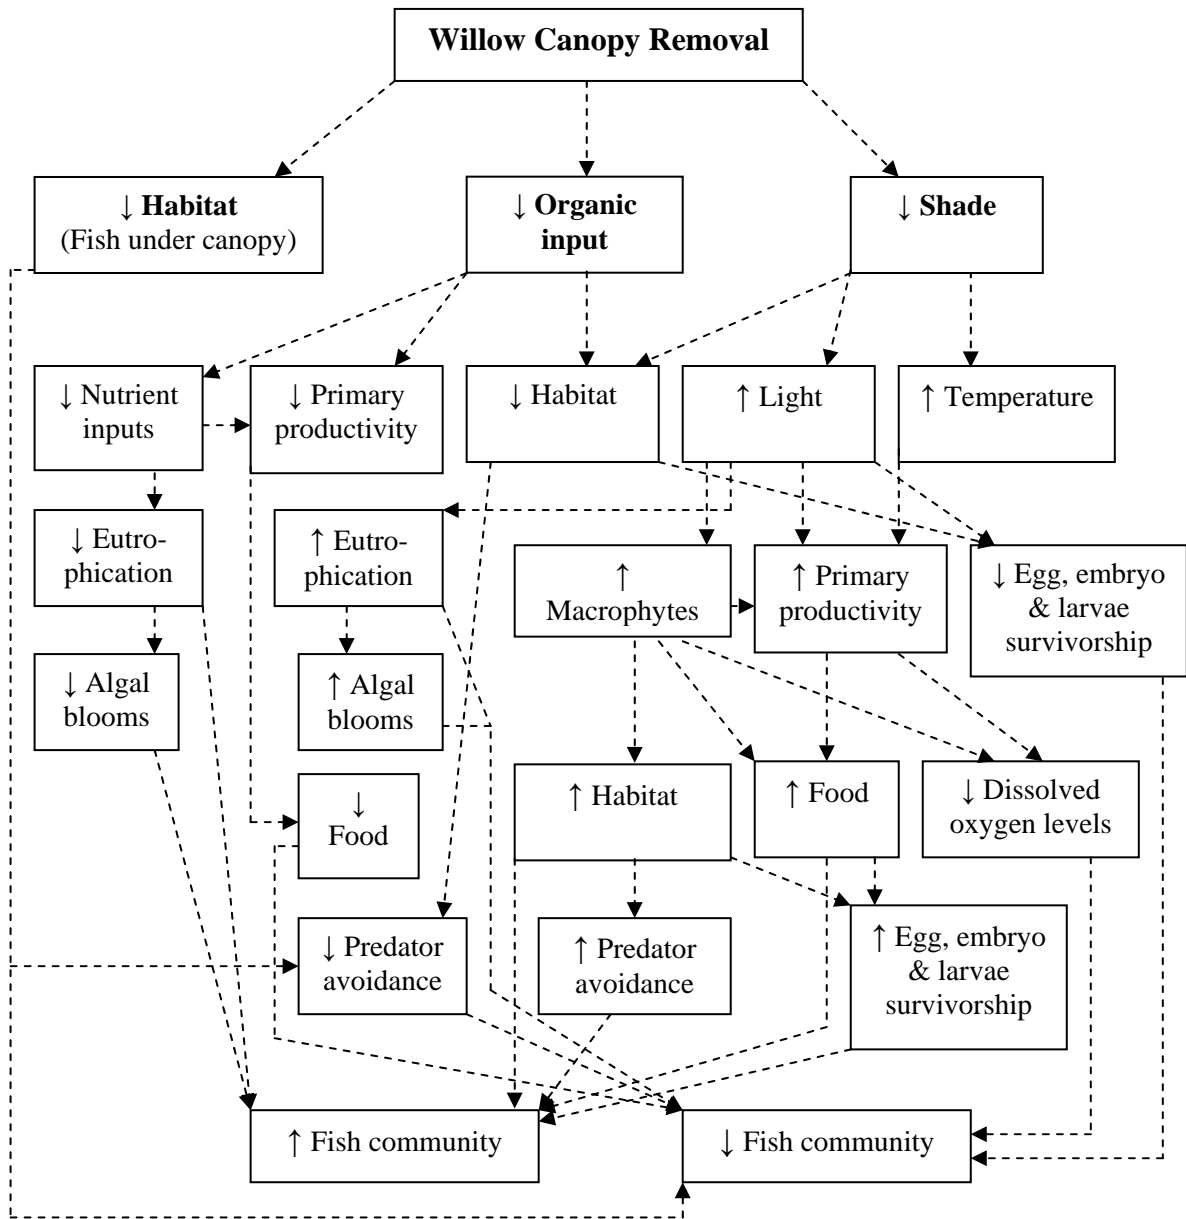 Willow Canopy Removal
↓ Habitat
(Fish under canopy)
↓ Organic
input
↓ Shade
↓ Nutrient
inputs
↓ Primary
productivity
↓ Habitat
↑ Light
↑ Temperature
↓ Eutro-
phication
↑ Eutro-
phication
↑
Macrophytes
↑ Primary
productivity
↓ Egg, embryo
& larvae
survivorship
↓ Algal
blooms
↑ Algal
blooms
↓
Food
↑ Habitat
↑ Food
↓ Dissolved
oxygen levels
↓ Predator
avoidance
↑ Predator
avoidance
↑ Egg, embryo
& larvae
survivorship
↑ Fish community
↓ Fish community